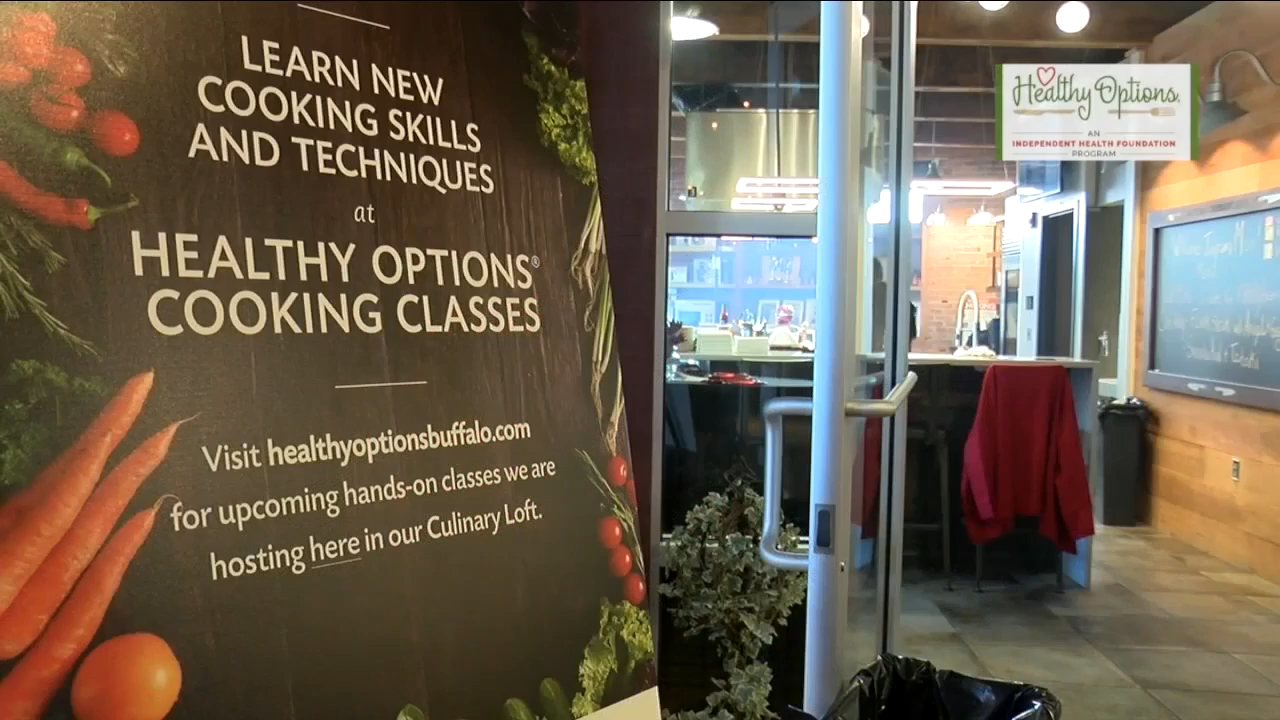 LEARN NEW
COOKING SKILLS
AND TECHNIQUES
at
HEALTHY OPTIONS®
COOKING CLASSES
Visit healthyoptionsbuffalo.com
for upcoming hands-on classes we are
hosting here in our Culinary Loft.
Healthy Options.
AN
INDEPENDENT HEALTH FOUNDATION
PROGRAM